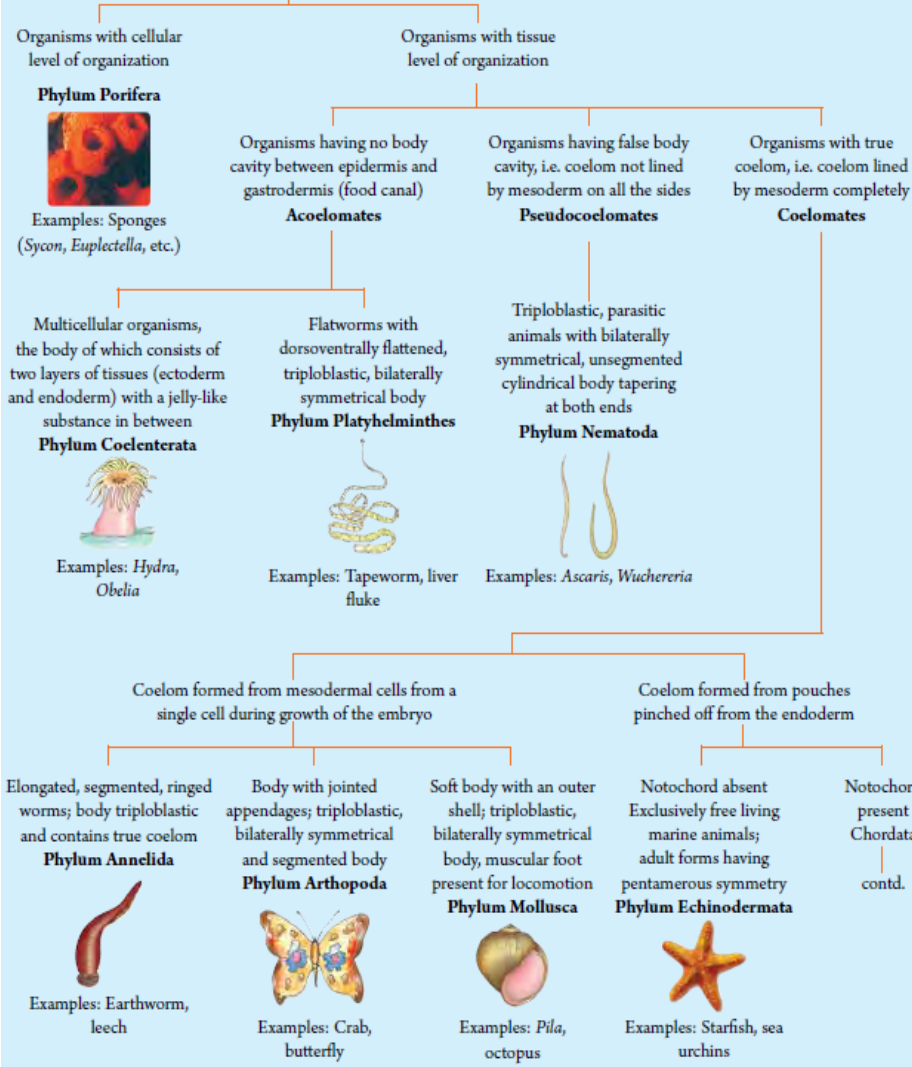 Organisms with cellular
level of organization
Phylum Porifera
Examples: Sponges
(Sycon, Euplectella, etc.)
Organisms with tissue
level of organization
Organisms having no body
cavity between epidermis and
gastrodermis (food canal)
Acoelomates
Organisms having false body
cavity, i.e. coelom not lined
by mesoderm on all the sides
Pseudocoelomates
Organisms with true
coelom, i.e. coelom lined
by mesoderm completely
Coelomates
Multicellular organisms,
the body of which consists of
two layers of tissues (ectoderm
and endoderm) with a jelly-like
substance in between
Phylum Coelenterata
Examples: Hydra,
Obelia
Flatworms with
dorsoventrally flattened,
triploblastic, bilaterally
symmetrical body
Phylum Platyhelminthes
Examples: Tapeworm, liver
fluke
Triploblastic, parasitic
animals with bilaterally
symmetrical, unsegmented
cylindrical body tapering
at both ends
Phylum Nematoda
Examples: Ascaris, Wuchereria
Coelom formed from mesodermal cells from a
single cell during growth of the embryo
Coelom formed from pouches
pinched off from the endoderm
Elongated, segmented, ringed
worms; body triploblastic
and contains true coelom
Phylum Annelida
Examples: Earthworm,
leech
Body with jointed
appendages; triploblastic,
bilaterally symmetrical
and segmented body
Phylum Arthopoda
Examples: Crab,
butterfly
Soft body with an outer
shell; triploblastic,
bilaterally symmetrical
body, muscular foot
present for locomotion
Phylum Mollusca
Examples: Pila,
octopus
Notochord absent
Exclusively free living
marine animals;
adult forms having
pentamerous symmetry
Phylum Echinodermata
Examples: Starfish, sea
urchins
Notochor
present
Chordata
contd.